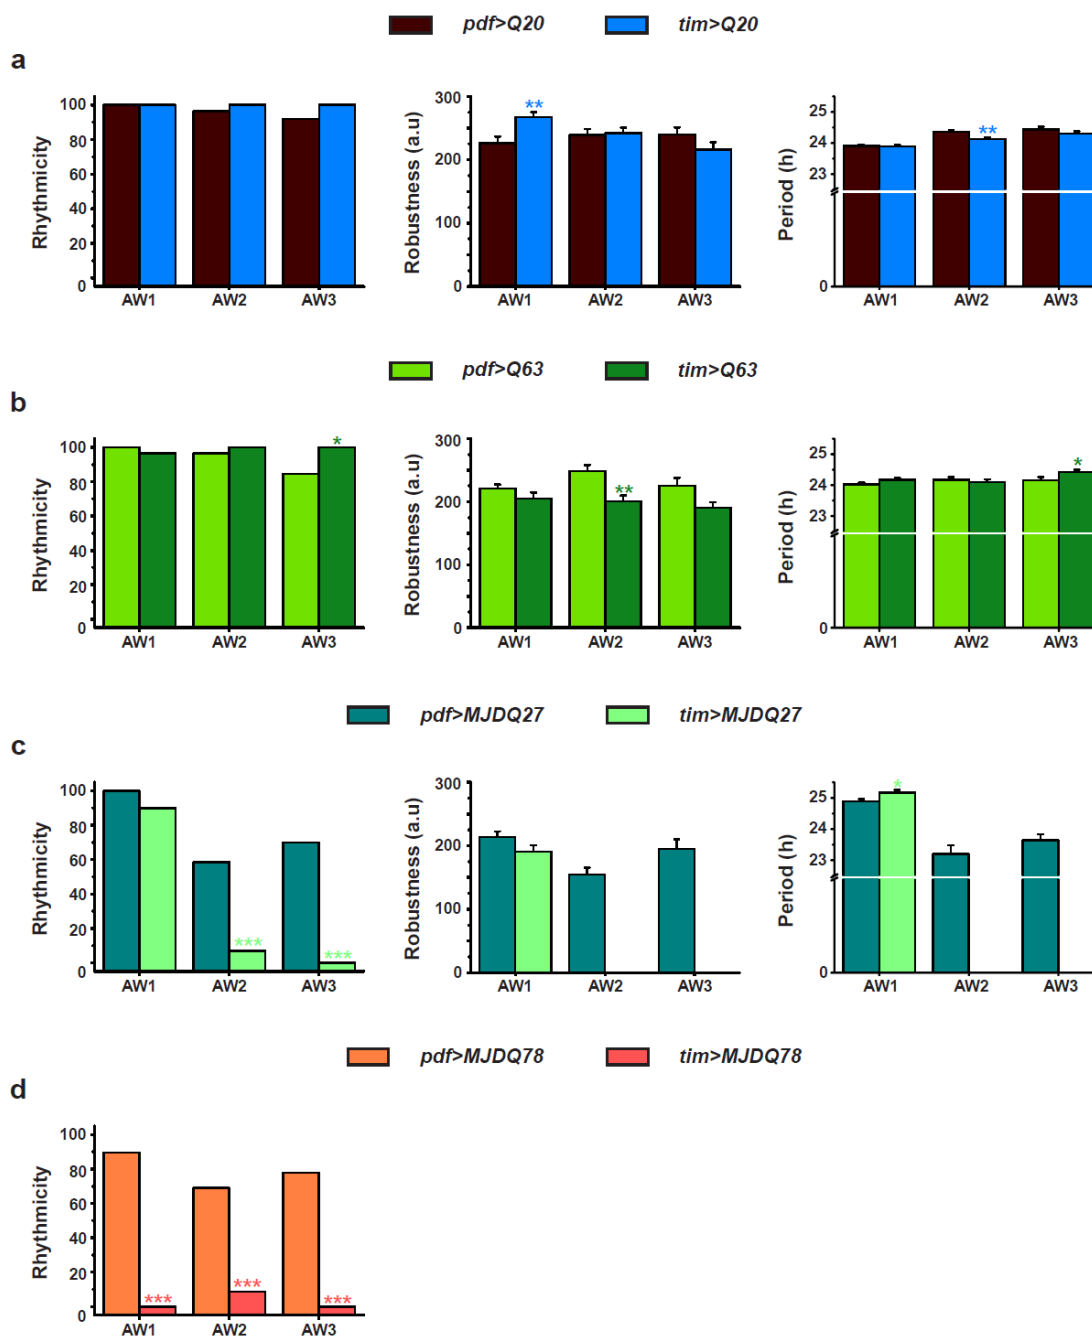 pdf>Q20 tim>Q20
a
Rhythmicity
100
80
60
40
20
0
AW1 AW2 AW3
Robustness (a.u)
300
200
100
0
**
AW1 AW2 AW3
Period (h)
25
24
23
0
**
AW1 AW2 AW3
pdf>Q63 tim>Q63
b
Rhythmicity
100
80
60
40
20
0
*
AW1 AW2 AW3
Robustness (a.u)
300
200
100
0
**
AW1 AW2 AW3
Period (h)
25
24
23
0
*
AW1 AW2 AW3
pdf>MJDQ27 tim>MJDQ27
c
Rhythmicity
100
80
60
40
20
0
*** ***
AW1 AW2 AW3
Robustness (a.u)
300
200
100
0
AW1 AW2 AW3
Period (h)
25
24
23
0
*
AW1 AW2 AW3
pdf>MJDQ78 tim>MJDQ78
d
Rhythmicity
100
80
60
40
20
0
*** *** ***
AW1 AW2 AW3